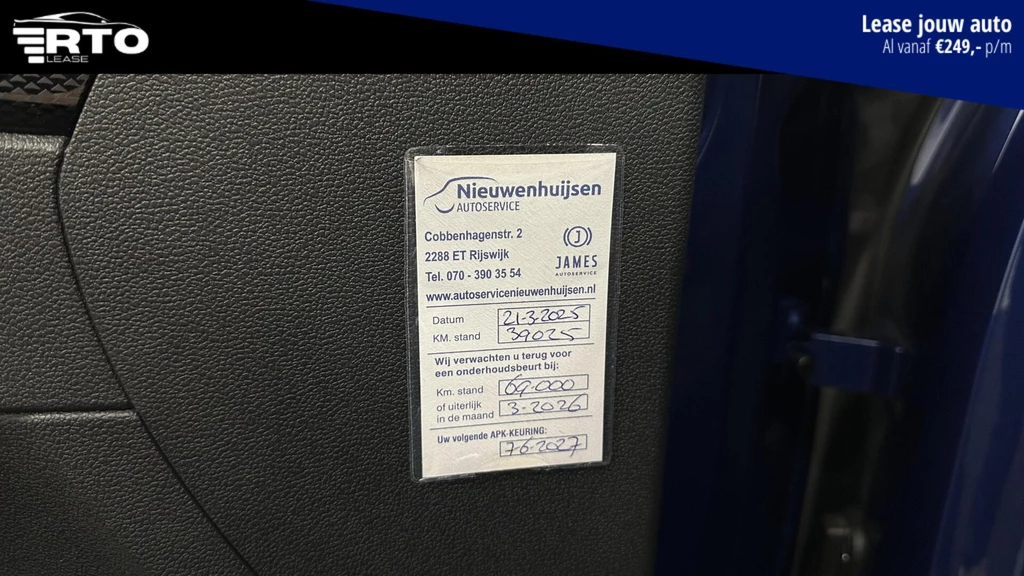 RTO
LEASE
Lease jouw auto
Al vanaf €249,- p/m
Nieuwenhuijsen
AUTOSERVICE
Cobbenhagenstr. 2
2288 ET Rijswijk
Tel. 070 - 390 35 54
J
JAMES
AUTOSERVICE
www.autoservicenieuwenhuijsen.nl
Datum 21-3-2025
KM. stand 39025
Wij verwachten u terug voor
een onderhoudsbeurt bij:
Km. stand 69.000
of uiterlijk
in de maand 3-2026
Uw volgende APK-KEURING:
7-6-2027